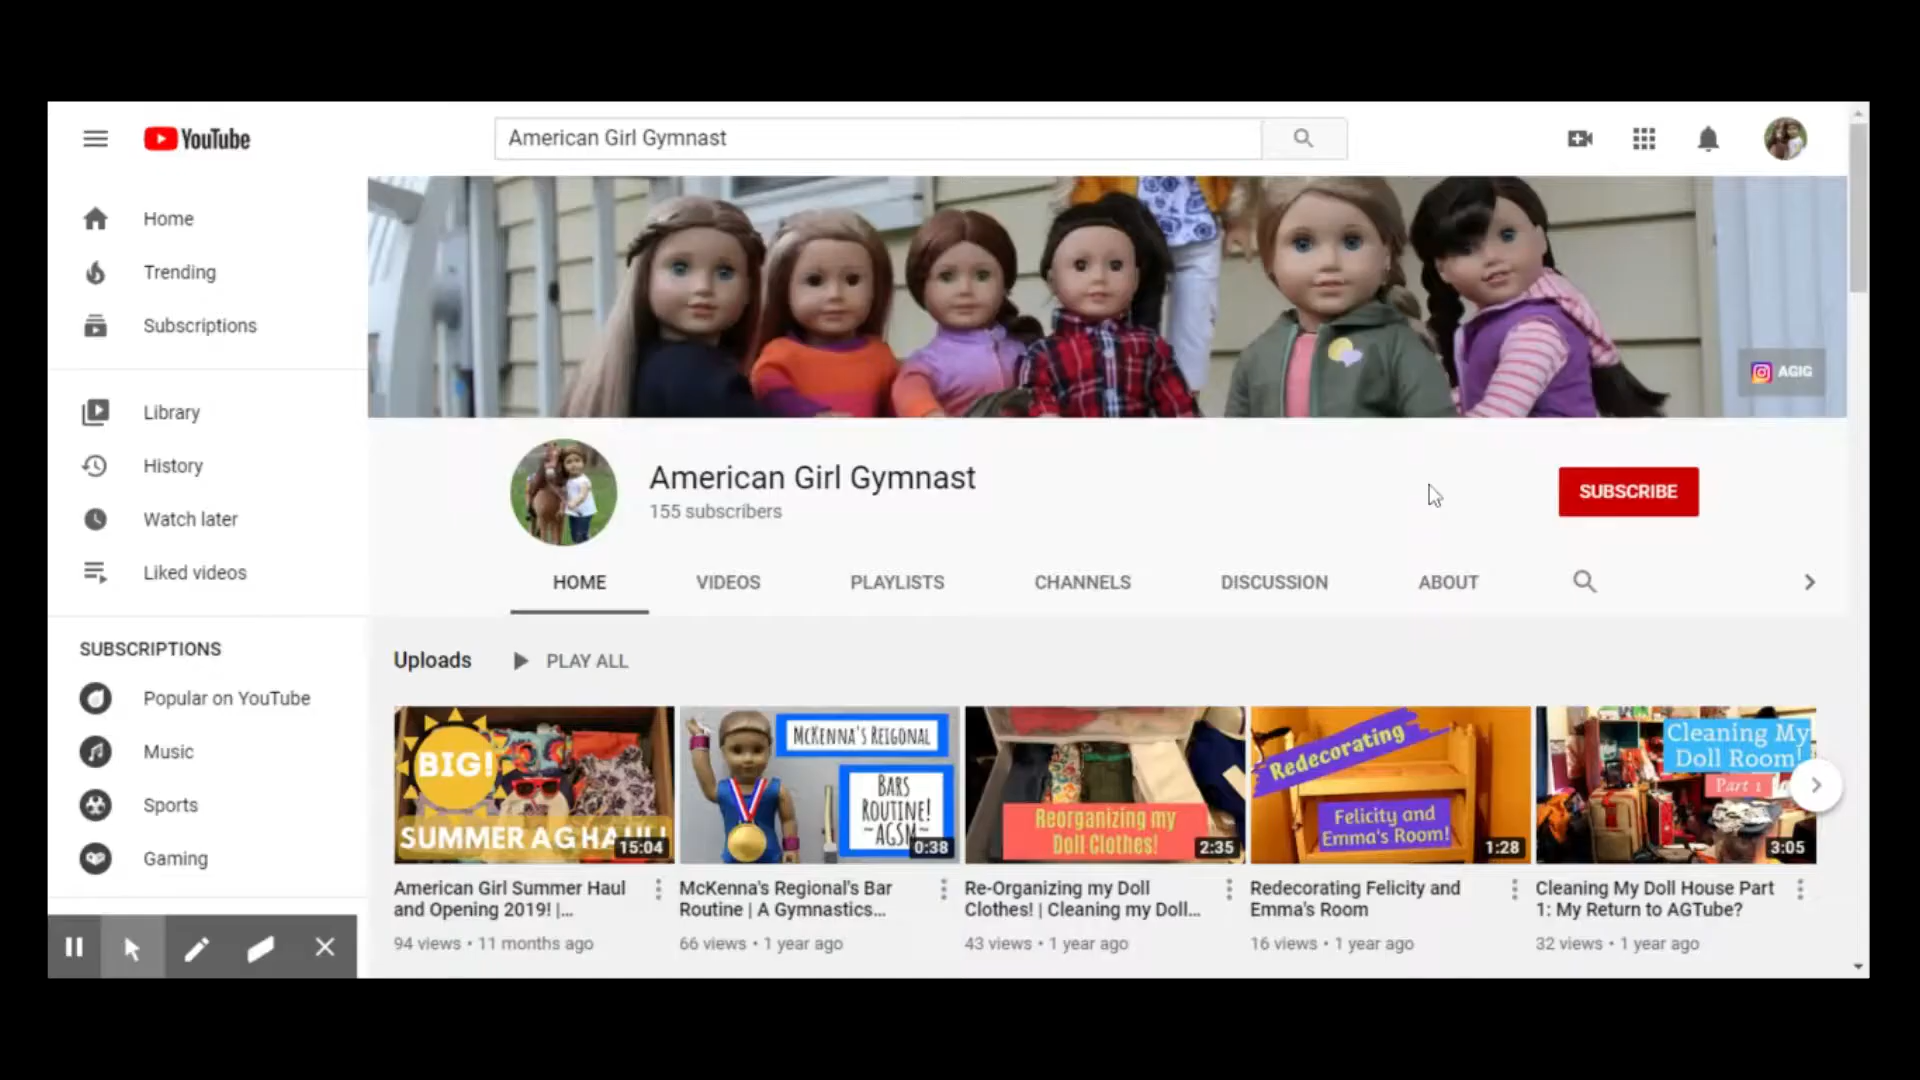 YouTube
American Girl Gymnast
Home
Trending
Subscriptions
Library
History
Watch later
Liked videos
SUBSCRIPTIONS
Popular on YouTube
Music
Sports
Gaming
AGIG
American Girl Gymnast
155 subscribers
SUBSCRIBE
HOME
VIDEOS
PLAYLISTS
CHANNELS
DISCUSSION
ABOUT
Uploads
PLAY ALL
BIG!
SUMMER AG HAUL!
15:04
American Girl Summer Haul
and Opening 2019! |...
94 views • 11 months ago
McKENNA'S REIGONAL
BARS
ROUTINE!
~AGSM~
0:38
McKenna's Regional's Bar
Routine | A Gymnastics...
66 views • 1 year ago
Reorganizing my
Doll Clothes!
2:35
Re-Organizing my Doll
Clothes! | Cleaning my Doll...
43 views • 1 year ago
Redecorating
Felicity and
Emma's Room!
1:28
Redecorating Felicity and
Emma's Room
16 views • 1 year ago
Cleaning My
Doll Room!
Part 1
3:05
Cleaning My Doll House Part
1: My Return to AGTube?
32 views • 1 year ago